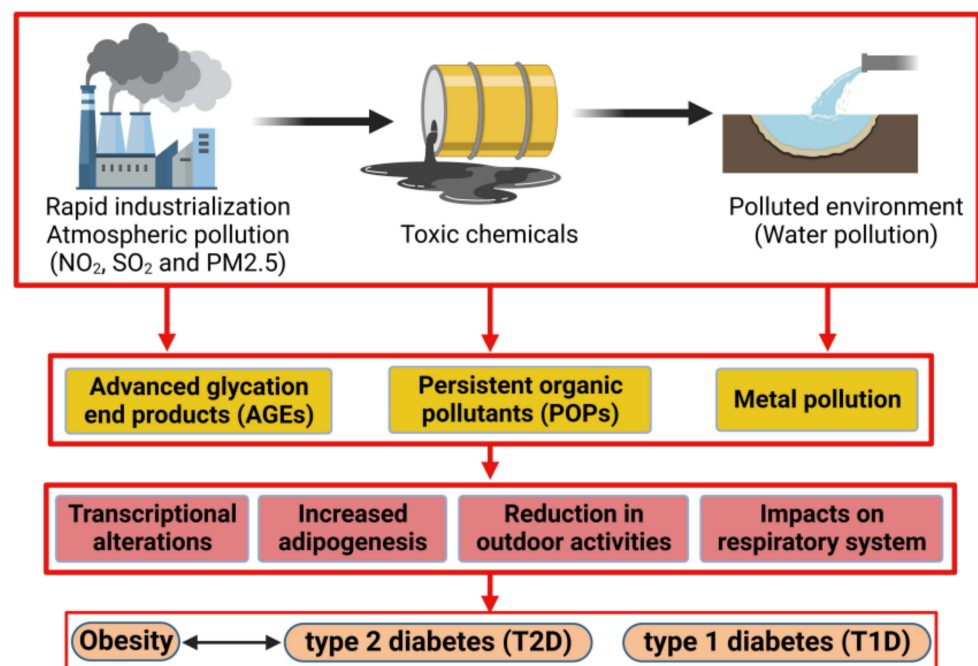 Rapid industrialization
Atmospheric pollution
(NO₂, SO₂ and PM2.5)
Toxic chemicals
Polluted environment
(Water pollution)
Advanced glycation
end products (AGEs)
Persistent organic
pollutants (POPs)
Metal pollution
Transcriptional
alterations
Increased
adipogenesis
Reduction in
outdoor activities
Impacts on
respiratory system
Obesity
type 2 diabetes (T2D)
type 1 diabetes (T1D)